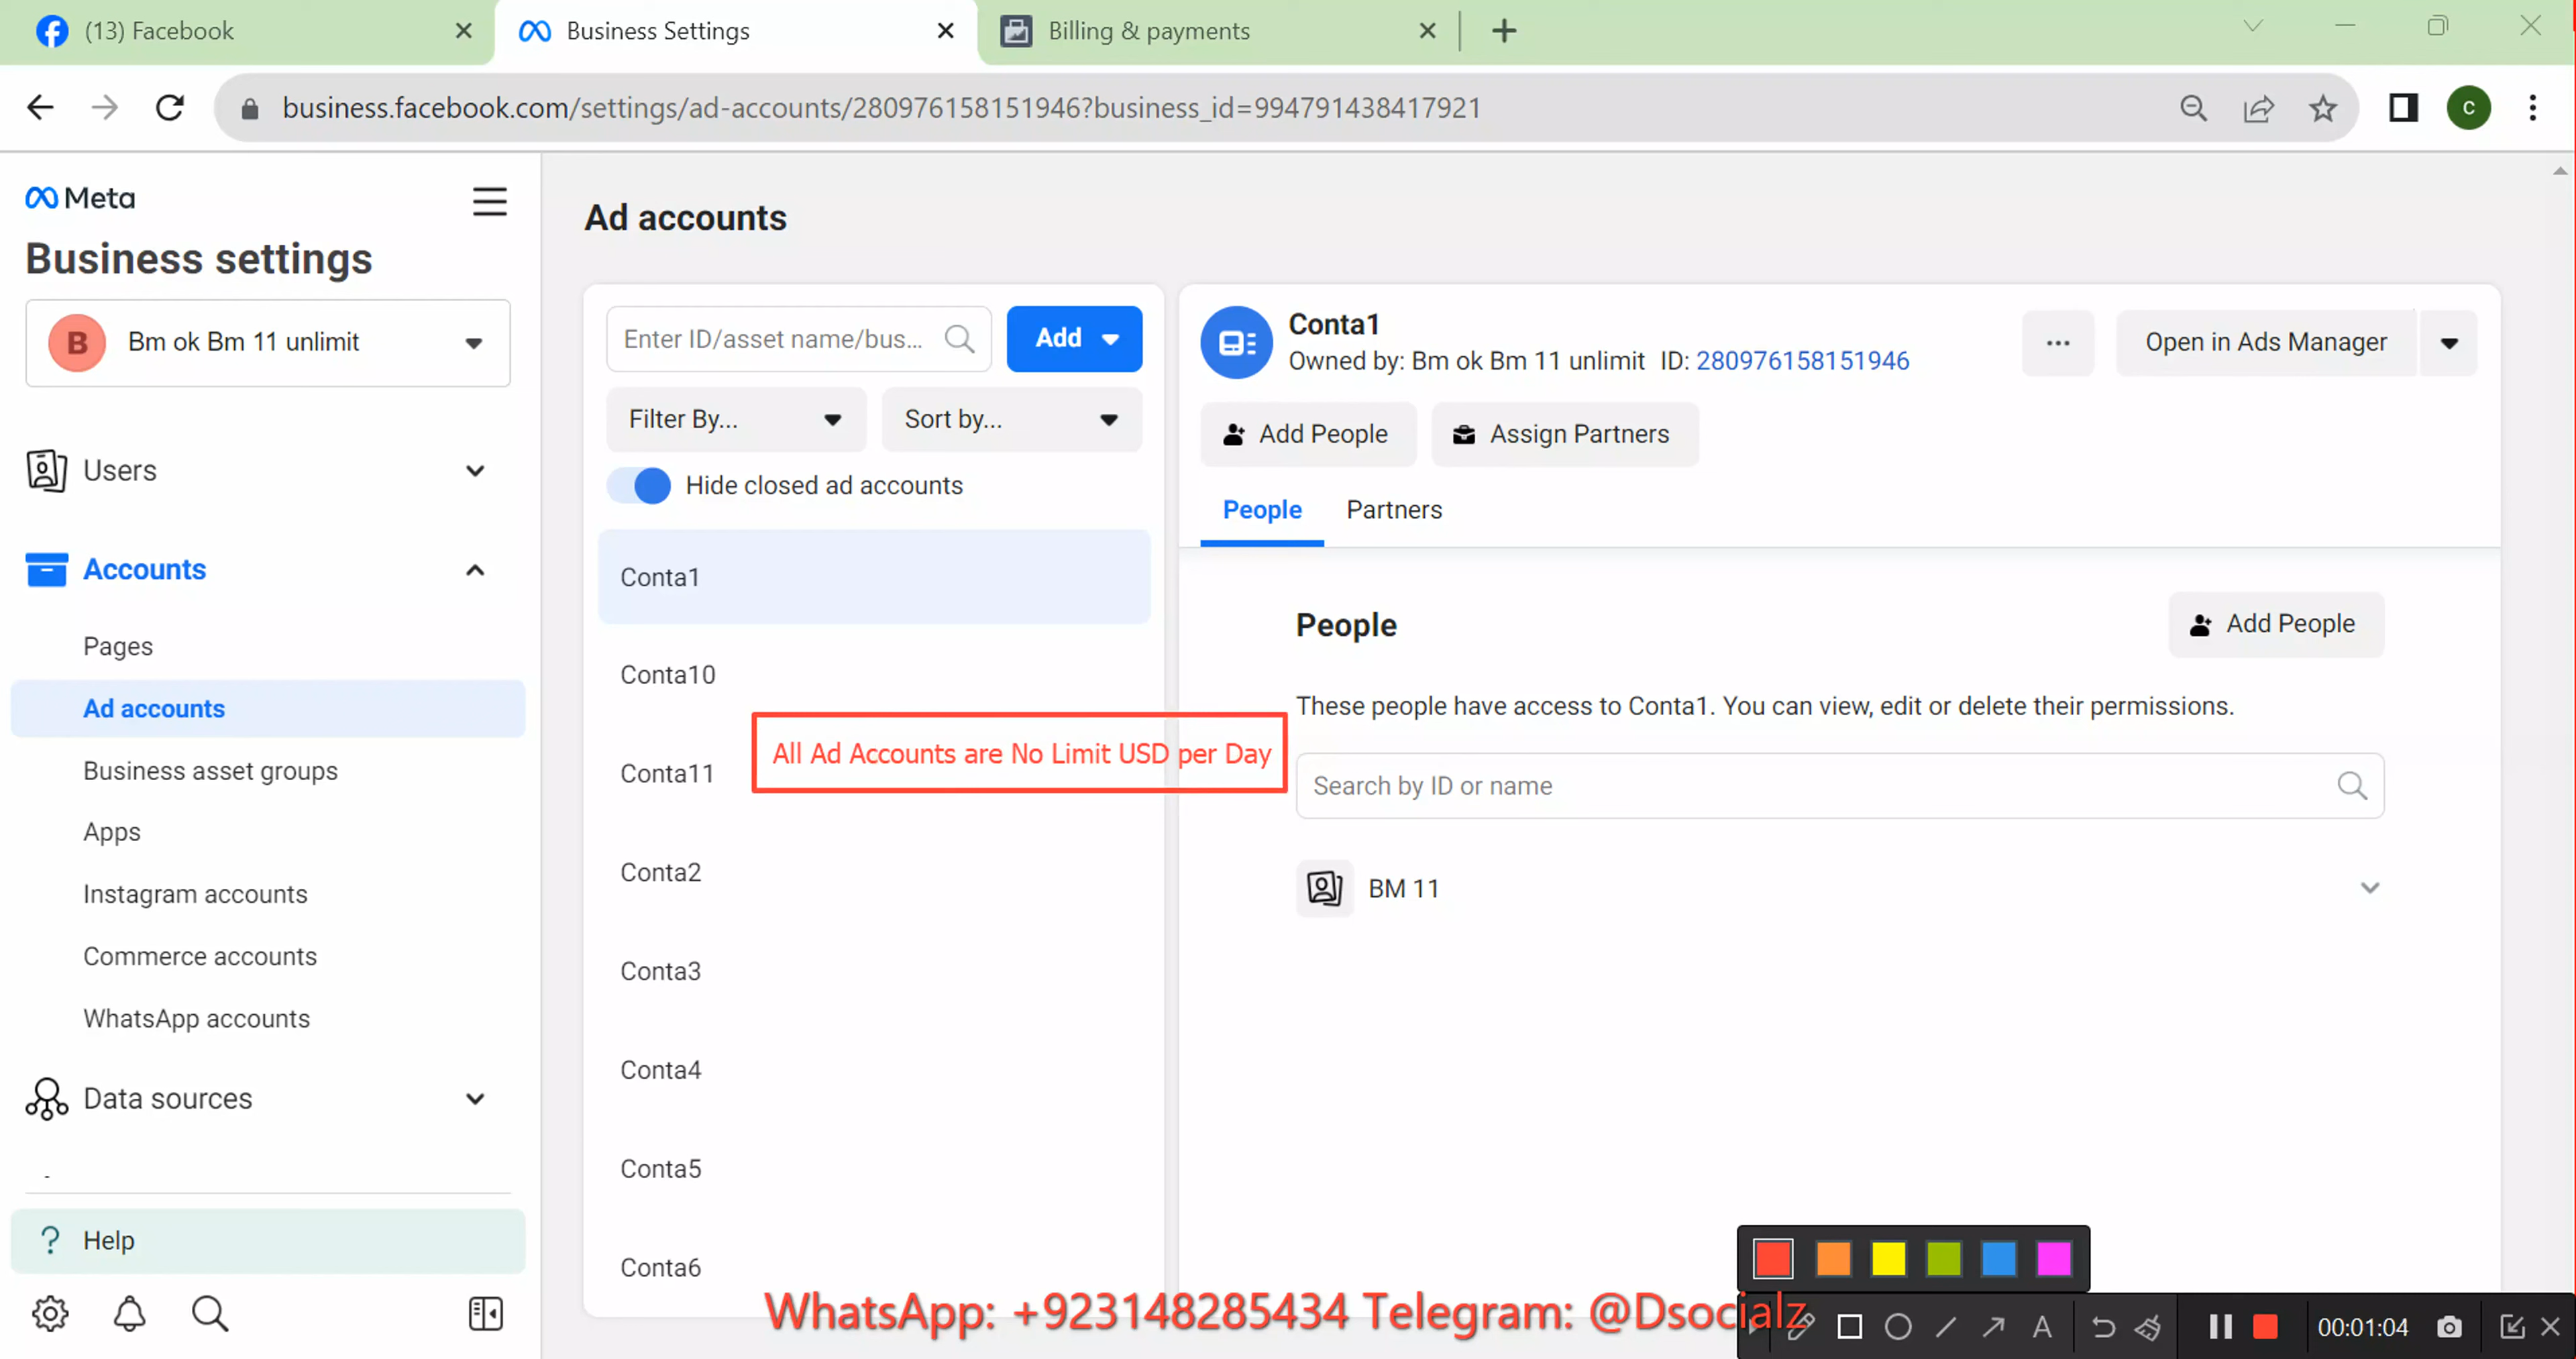 (13) Facebook
Business Settings
Billing & payments
business.facebook.com/settings/ad-accounts/280976158151946?business_id=994791438417921
c
Meta
Business settings
B
Bm ok Bm 11 unlimit
Users
Accounts
Pages
Ad accounts
Business asset groups
Apps
Instagram accounts
Commerce accounts
WhatsApp accounts
Data sources
? Help
Ad accounts
Enter ID/asset name/bus...
Add
Filter By...
Sort by...
Hide closed ad accounts
Conta1
Conta10
Conta11
Conta2
Conta3
Conta4
Conta5
Conta6
All Ad Accounts are No Limit USD per Day
Conta1
Owned by: Bm ok Bm 11 unlimit ID: 280976158151946
...
Open in Ads Manager
Add People
Assign Partners
People
Partners
People
Add People
These people have access to Conta1. You can view, edit or delete their permissions.
Search by ID or name
BM 11
WhatsApp: +923148285434 Telegram: @Dsocialz
A
00:01:04